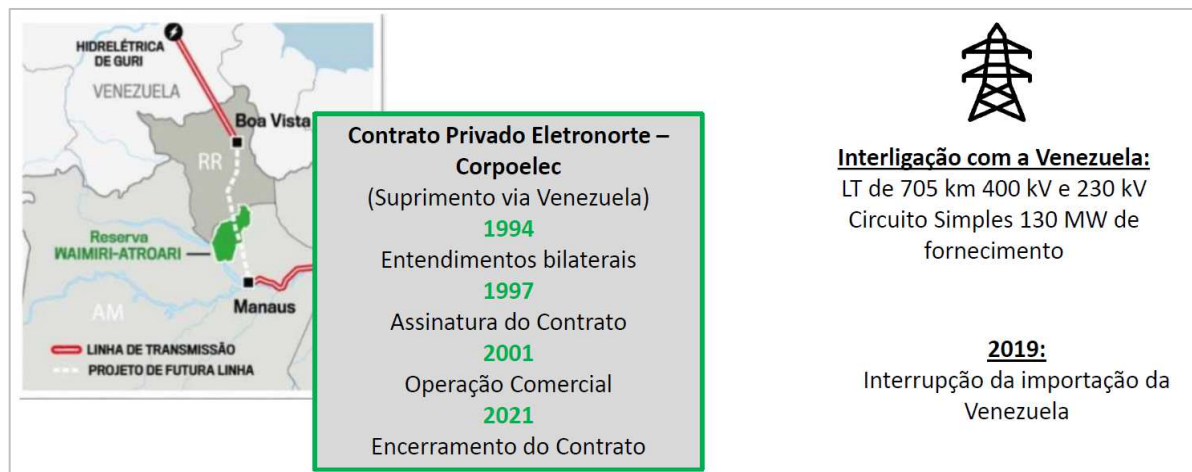 HIDRELÉTRICA
DE GURI
VENEZUELA
Boa Vista
RR
Reserva
WAIMIRI-ATROARI
Manaus
AM
LINHA DE TRANSMISSÃO
PROJETO DE FUTURA LINHA
Contrato Privado Eletronorte –
Corpoelec
(Suprimento via Venezuela)
1994
Entendimentos bilaterais
1997
Assinatura do Contrato
2001
Operação Comercial
2021
Encerramento do Contrato
Interligação com a Venezuela:
LT de 705 km 400 kV e 230 kV
Circuito Simples 130 MW de
fornecimento
2019:
Interrupção da importação da
Venezuela